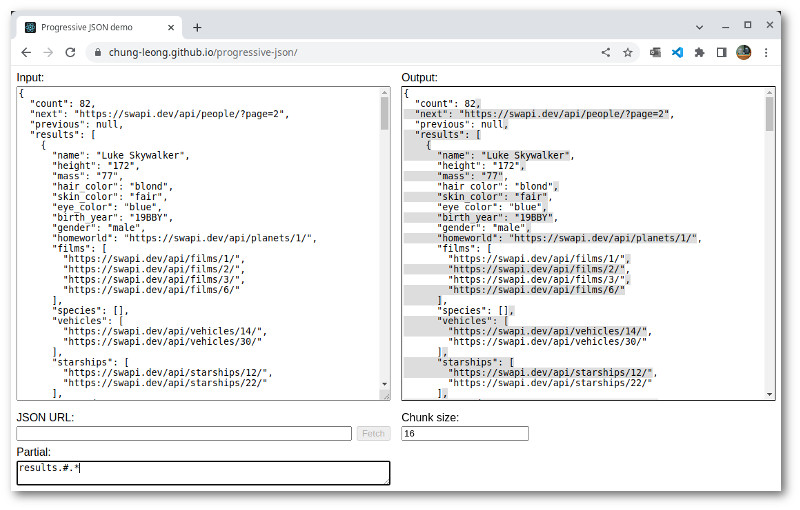 Progressive JSON demo
chung-leong.github.io/progressive-json/
Input:
{
"count": 82,
"next": "https://swapi.dev/api/people/?page=2",
"previous": null,
"results": [
{
"name": "Luke Skywalker",
"height": "172",
"mass": "77",
"hair_color": "blond",
"skin_color": "fair",
"eye_color": "blue",
"birth_year": "19BBY",
"gender": "male",
"homeworld": "https://swapi.dev/api/planets/1/",
"films": [
"https://swapi.dev/api/films/1/",
"https://swapi.dev/api/films/2/",
"https://swapi.dev/api/films/3/",
"https://swapi.dev/api/films/6/"
],
"species": [],
"vehicles": [
"https://swapi.dev/api/vehicles/14/",
"https://swapi.dev/api/vehicles/30/"
],
"starships": [
"https://swapi.dev/api/starships/12/",
"https://swapi.dev/api/starships/22/"
],
Output:
{
"count": 82,
"next": "https://swapi.dev/api/people/?page=2",
"previous": null,
"results": [
{
"name": "Luke Skywalker",
"height": "172",
"mass": "77",
"hair_color": "blond",
"skin_color": "fair",
"eye_color": "blue",
"birth_year": "19BBY",
"gender": "male",
"homeworld": "https://swapi.dev/api/planets/1/",
"films": [
"https://swapi.dev/api/films/1/",
"https://swapi.dev/api/films/2/",
"https://swapi.dev/api/films/3/",
"https://swapi.dev/api/films/6/"
],
"species": [],
"vehicles": [
"https://swapi.dev/api/vehicles/14/",
"https://swapi.dev/api/vehicles/30/"
],
"starships": [
"https://swapi.dev/api/starships/12/",
"https://swapi.dev/api/starships/22/"
],
JSON URL:
Fetch
Chunk size:
16
Partial:
results.#.*